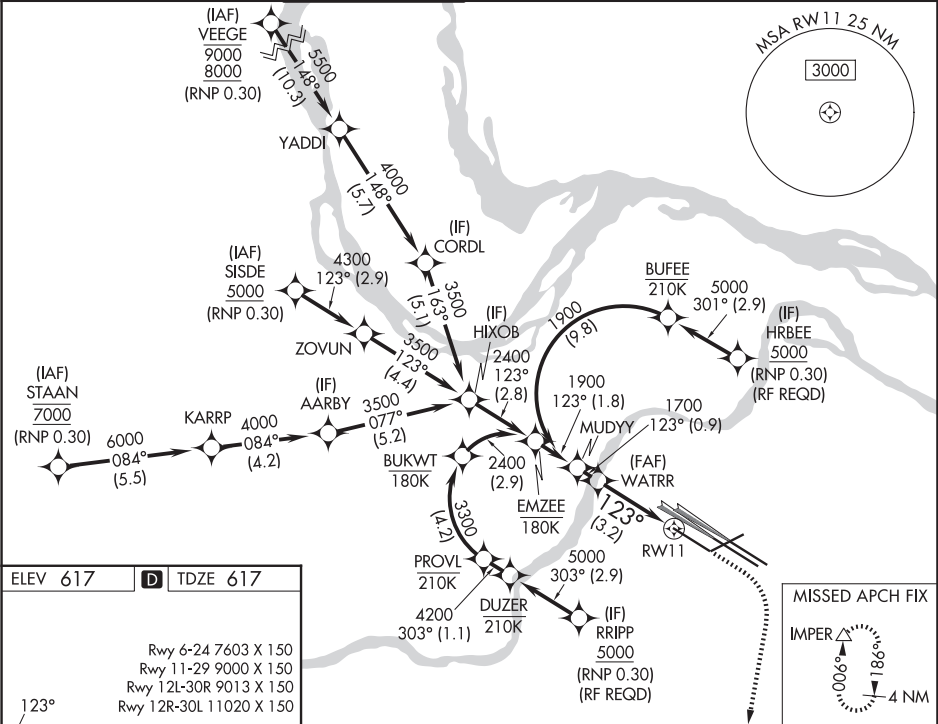 (IAF)
VEEGE
9000
8000
(RNP 0.30)
5500
148°
(10.3)
YADDI
4000
148°
(5.7)
(IF)
CORDL
3500
163°
(5.1)
MSA RW11 25 NM
3000
(IAF)
SISDE
5000
(RNP 0.30)
4300
123° (2.9)
ZOVUN
3500
123°
(4.4)
(IF)
HIXOB
2400
123°
(2.8)
BUFEE
210K
5000
301° (2.9)
(IF)
HRBEE
5000
(RNP 0.30)
(RF REQD)
1900
(9.8)
(IAF)
STAAN
7000
(RNP 0.30)
6000
084°
(5.5)
KARRP
4000
084°
(4.2)
(IF)
AARBY
3500
077°
(5.2)
1900
123° (1.8)
MUDYY
1700
123° (0.9)
(FAF)
WATRR
BUKWT
180K
2400
(2.9)
EMZEE
180K
123°
(3.2)
RW11
3300
(4.2)
PROVL
210K
4200
303° (1.1)
DUZER
210K
5000
303° (2.9)
(IF)
RRIPP
5000
(RNP 0.30)
(RF REQD)
ELEV 617
D
TDZE 617
Rwy 6-24 7603 X 150
Rwy 11-29 9000 X 150
Rwy 12L-30R 9013 X 150
Rwy 12R-30L 11020 X 150
123°
MISSED APCH FIX
IMPER
006°
186°
4 NM